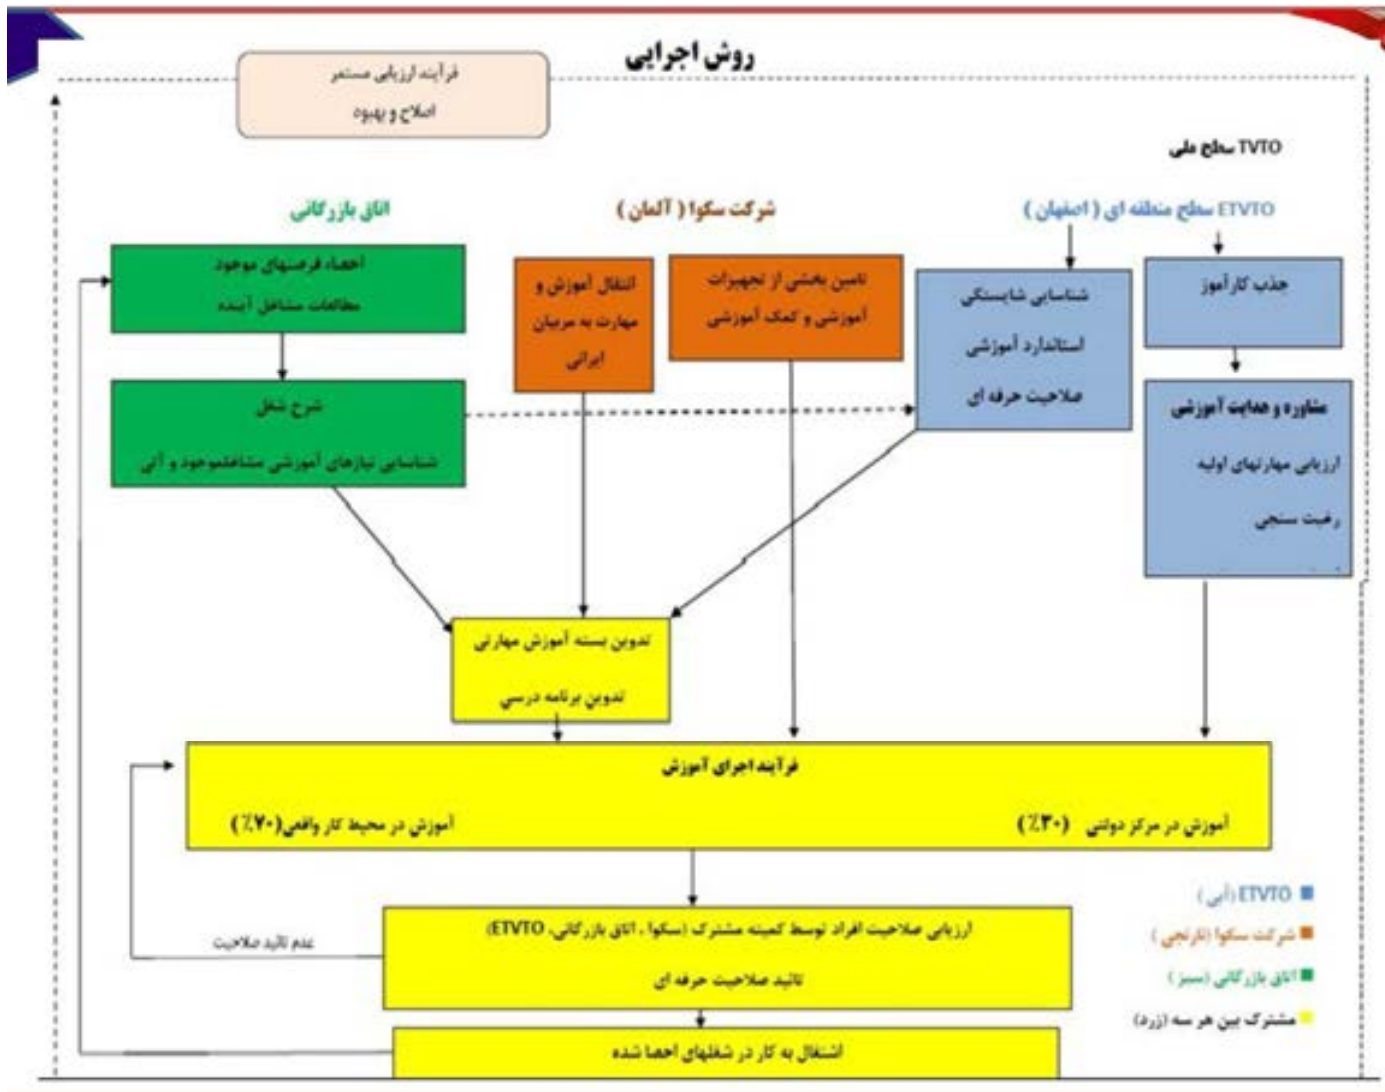 روش اجرایی
فرآیند ارزیابی مستمر
اصلاح و بهبود
TVTO سطح ملی
ETVTO سطح منطقه ای ( اصفهان )
شرکت سکوا ( آلمان )
اتاق بازرگانی
جذب کارآموز
مشاوره و هدایت آموزشی
ارزیابی مهارتهای اولیه
رغبت سنجی
شناسایی شایستگی
استاندارد آموزشی
صلاحیت حرفه ای
تامین بخشی از تجهیزات
آموزشی و کمک آموزشی
انتقال آموزش و
مهارت به مربیان
ایرانی
احصاء فرصتهای موجود
مطالعات مشاغل آینده
شرح شغل
شناسایی نیازهای آموزشی مشاغلموجود و آتی
تدوین بسته آموزش مهارتی
تدوین برنامه درسی
فرآیند اجرای آموزش
آموزش در مرکز دولتی (۳۰٪)
آموزش در محیط کار واقعی(۷۰٪)
ارزیابی صلاحیت افراد توسط کمیته مشترک (سکوا ، اتاق بازرگانی، ETVTO)
تائید صلاحیت حرفه ای
عدم تائید صلاحیت
اشتغال به کار در شغلهای احصا شده
ETVTO (آبی )
شرکت سکوا (نارنجی )
اتاق بازرگانی (سبز )
مشترک بین هر سه (زرد)